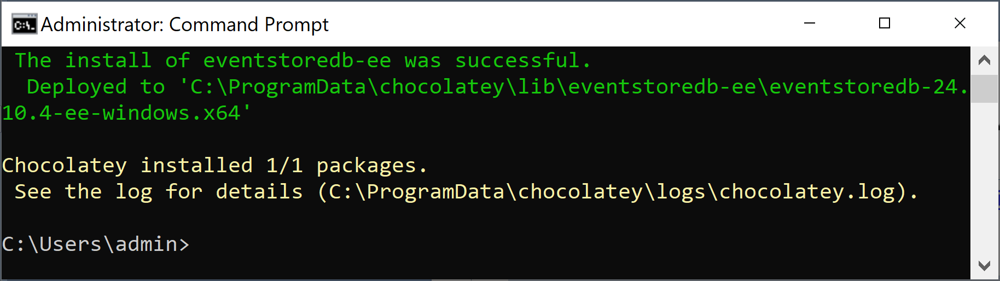 Administrator: Command Prompt
The install of eventstoredb-ee was successful.
Deployed to 'C:\ProgramData\chocolatey\lib\eventstoredb-ee\eventstoredb-24.
10.4-ee-windows.x64'
Chocolatey installed 1/1 packages.
See the log for details (C:\ProgramData\chocolatey\logs\chocolatey.log).
C:\Users\admin>